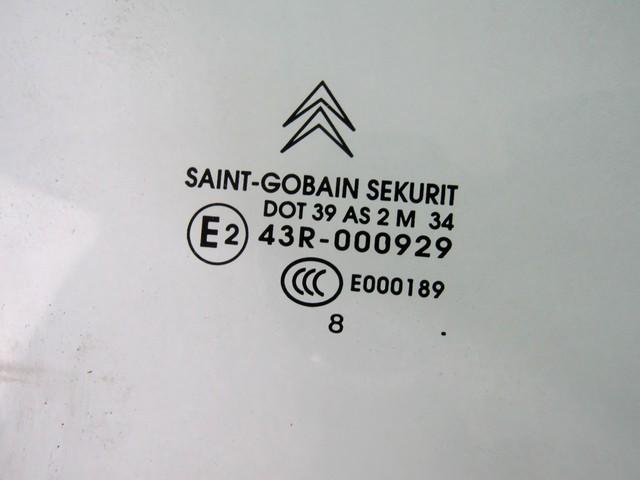 SAINT-GOBAIN SEKURIT
DOT 39 AS 2 M 34
E2 43R-000929
CCC E000189
8